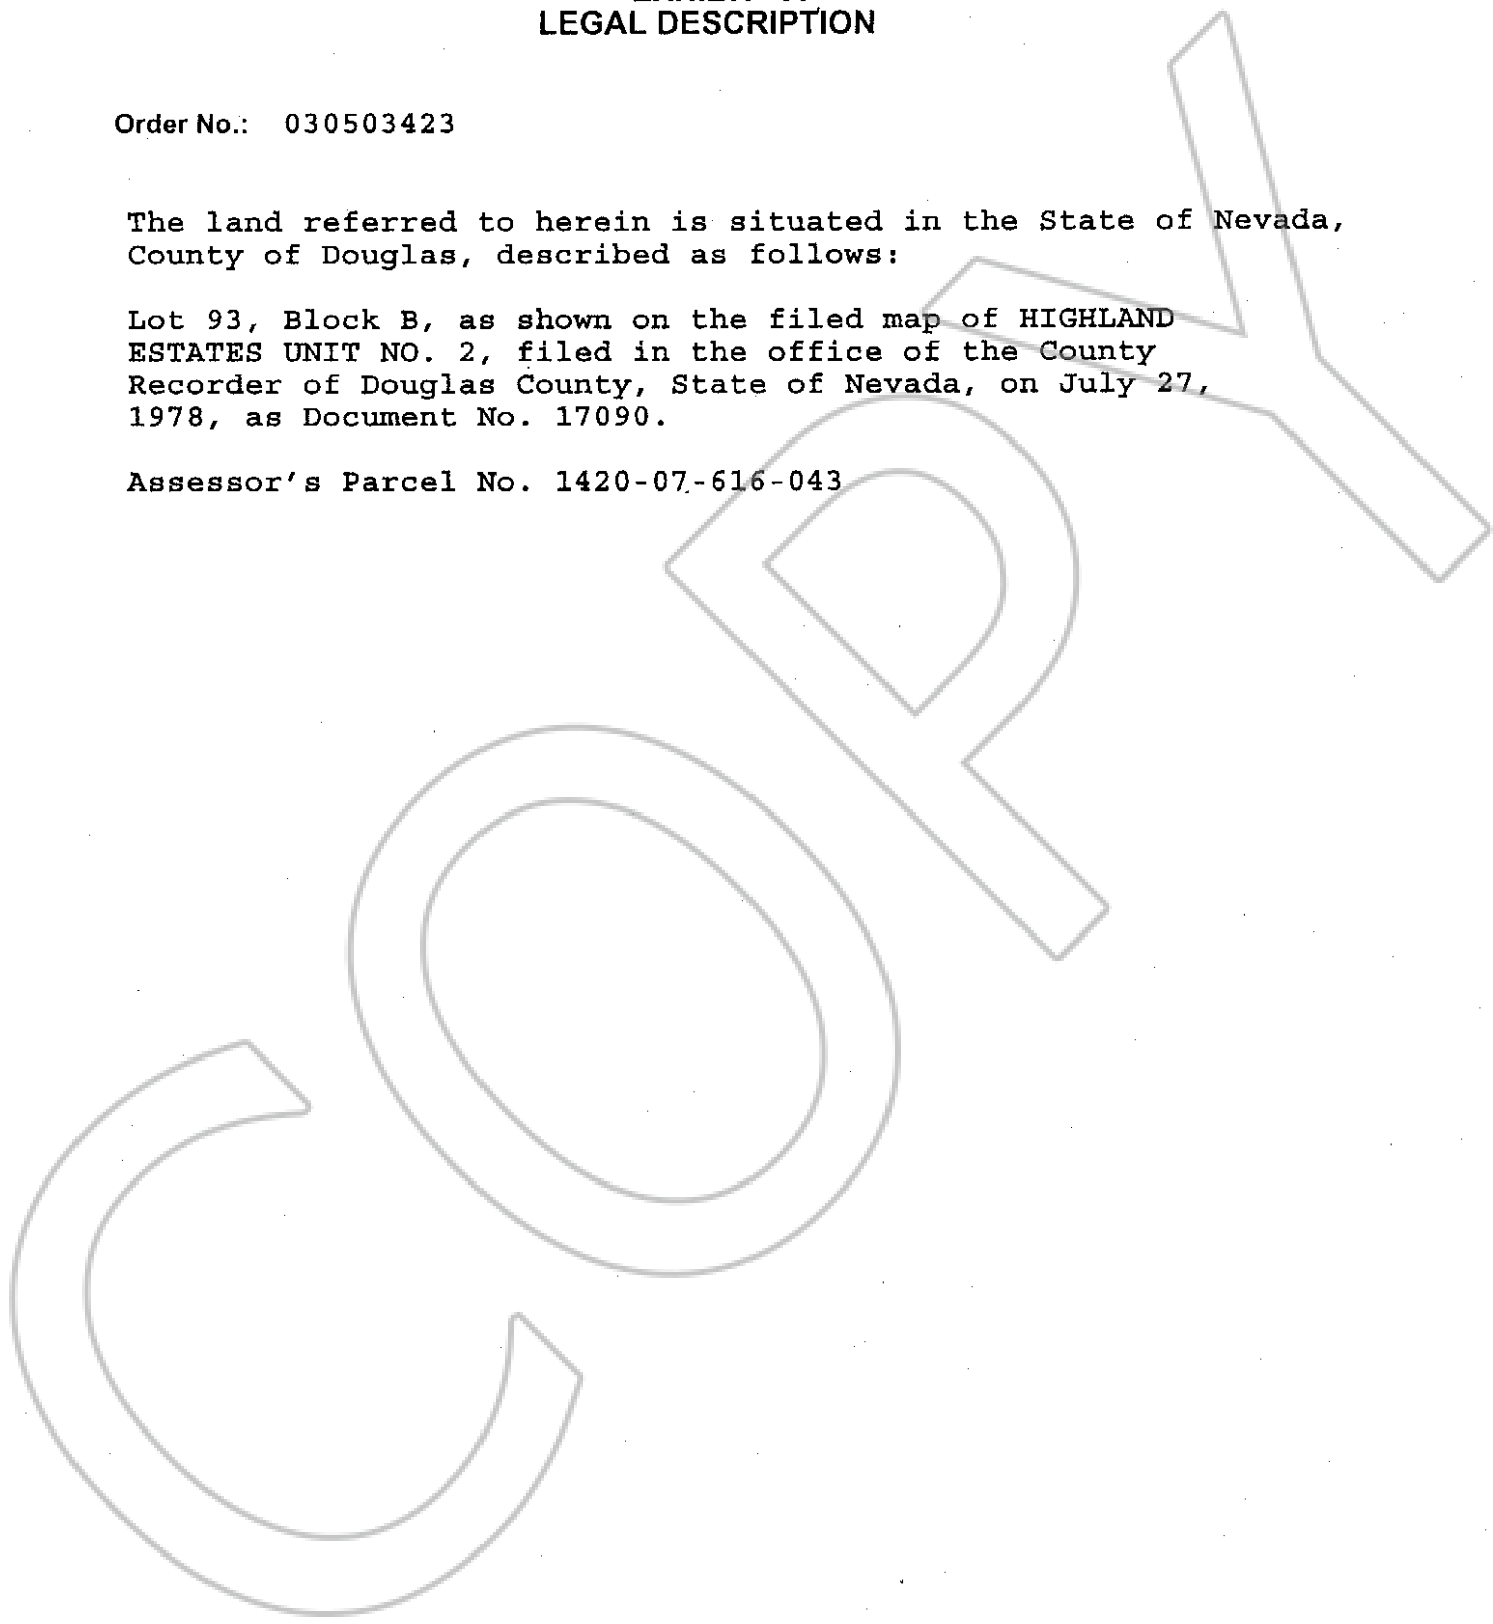 LEGAL DESCRIPTION
Order No.: 030503423
The land referred to herein is situated in the State of Nevada,
County of Douglas, described as follows:
Lot 93, Block B, as shown on the filed map of HIGHLAND
ESTATES UNIT NO. 2, filed in the office of the County
Recorder of Douglas County, State of Nevada, on July 27,
1978, as Document No. 17090.
Assessor's Parcel No. 1420-07-616-043
COPY